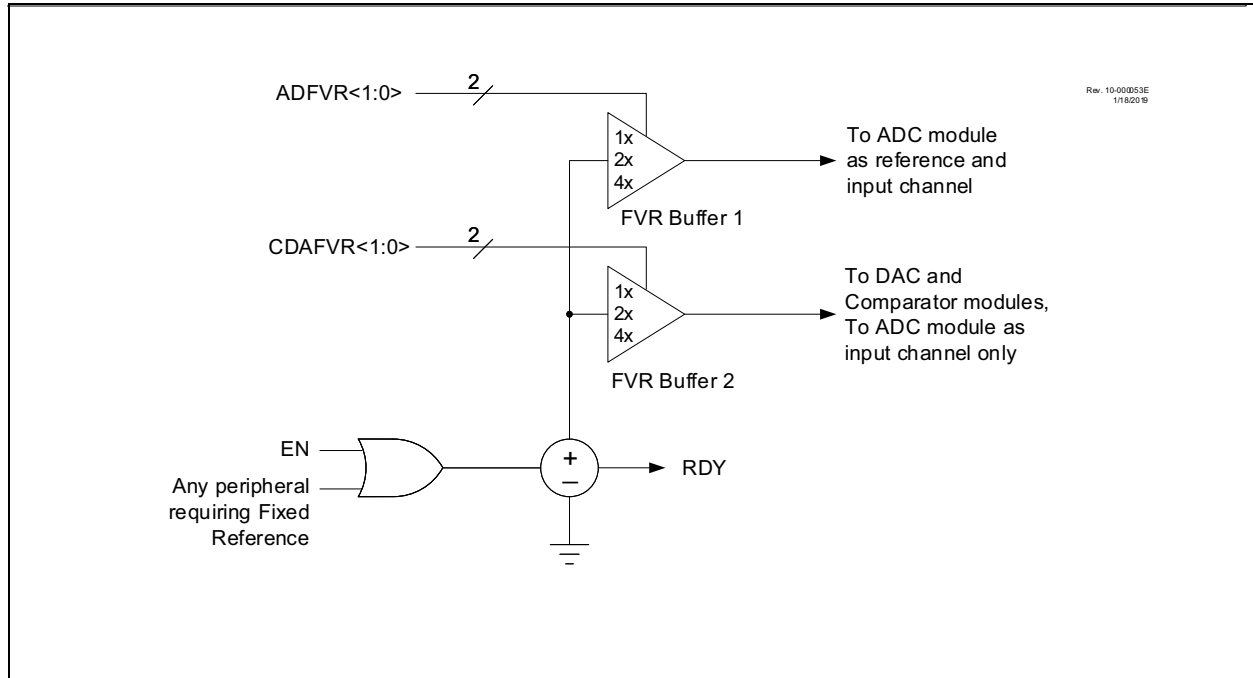 ADFVR<1:0>
2
Rev. 10-000053E
1/18/2019
1x
2x
4x
To ADC module
as reference and
input channel
FVR Buffer 1
CDAFVR<1:0>
2
1x
2x
4x
To DAC and
Comparator modules,
To ADC module as
input channel only
FVR Buffer 2
EN
+
−
RDY
Any peripheral
requiring Fixed
Reference